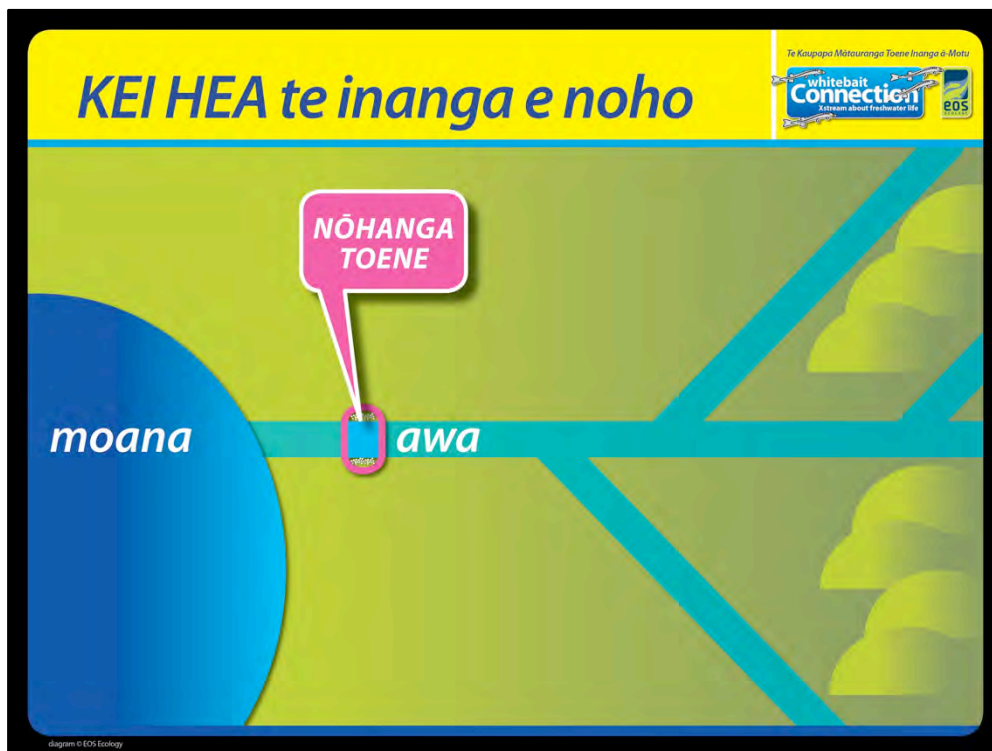 KEI HEA te inanga e noho
Te Kaupapa Mātauranga Toene Inanga ā-Motu
whitebait
Connection
Xstream about freshwater life
eos
ECOLOGY
NŌHANGA
TOENE
moana
awa
diagram © EOS Ecology